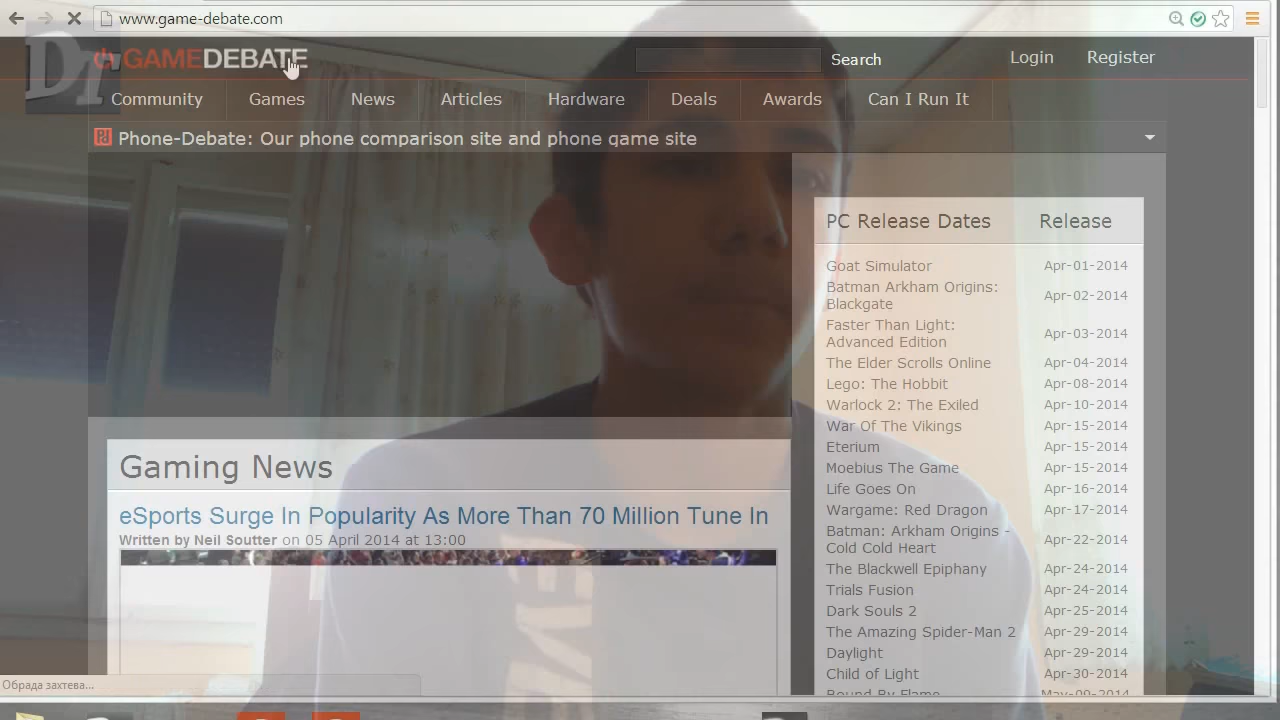 www.game-debate.com
GAMEDEBATE
Search
Login
Register
Community
Games
News
Articles
Hardware
Deals
Awards
Can I Run It
Phone-Debate: Our phone comparison site and phone game site
PC Release Dates Release
Goat Simulator Apr-01-2014
Batman Arkham Origins:
Blackgate Apr-02-2014
Faster Than Light:
Advanced Edition Apr-03-2014
The Elder Scrolls Online Apr-04-2014
Lego: The Hobbit Apr-08-2014
Warlock 2: The Exiled Apr-10-2014
War Of The Vikings Apr-15-2014
Eterium Apr-15-2014
Moebius The Game Apr-15-2014
Life Goes On Apr-16-2014
Wargame: Red Dragon Apr-17-2014
Batman: Arkham Origins -
Cold Cold Heart Apr-22-2014
The Blackwell Epiphany Apr-24-2014
Trials Fusion Apr-24-2014
Dark Souls 2 Apr-25-2014
The Amazing Spider-Man 2 Apr-29-2014
Daylight Apr-29-2014
Child of Light Apr-30-2014
Bound By Flame May-09-2014
Gaming News
eSports Surge In Popularity As More Than 70 Million Tune In
Written by Neil Soutter on 05 April 2014 at 13:00
Обрада захтева...